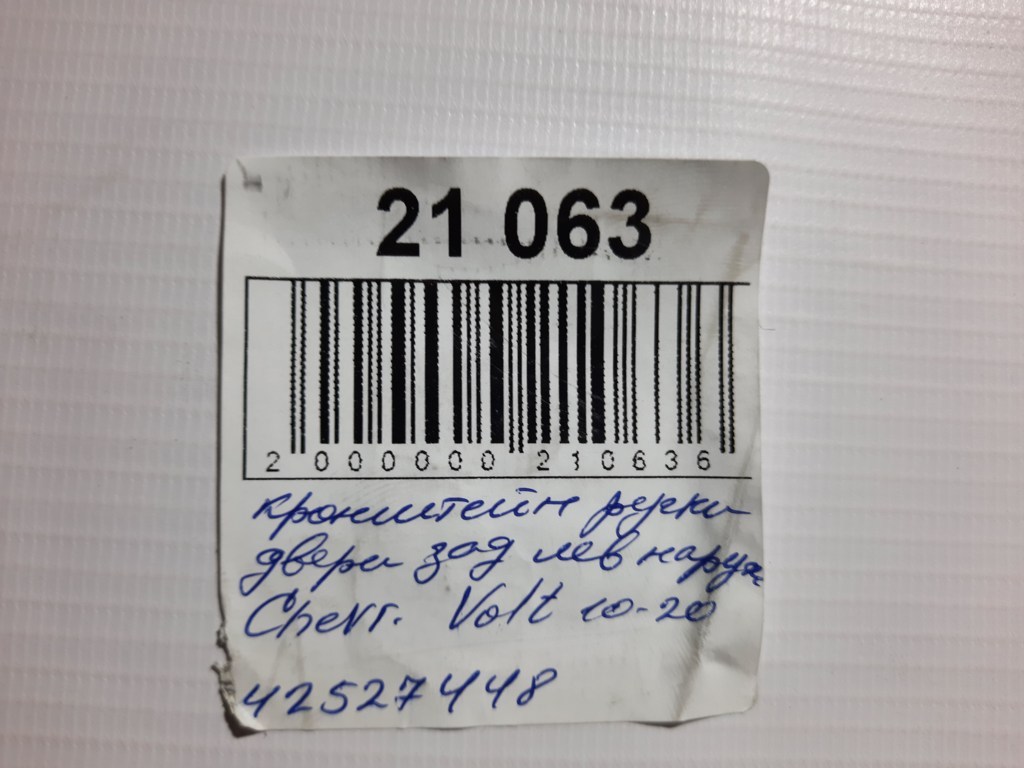 21 063
2 000000 210636
кронштейн ручки
двери зад лев наруж
Chevr. Volt 10-20
42527448